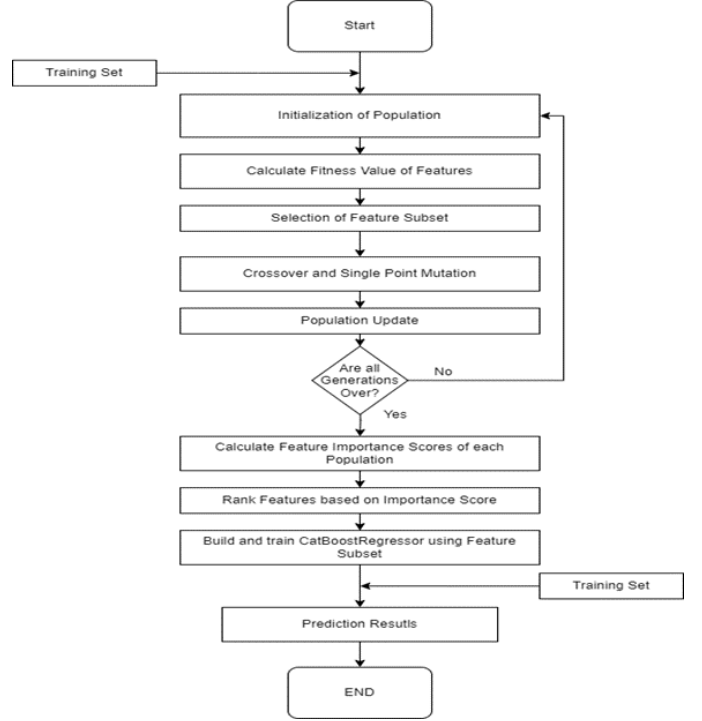 Start
Training Set
Initialization of Population
Calculate Fitness Value of Features
Selection of Feature Subset
Crossover and Single Point Mutation
Population Update
Are all
Generations
Over?
No
Yes
Calculate Feature Importance Scores of each
Population
Rank Features based on Importance Score
Build and train CatBoostRegressor using Feature
Subset
Training Set
Prediction Resutls
END